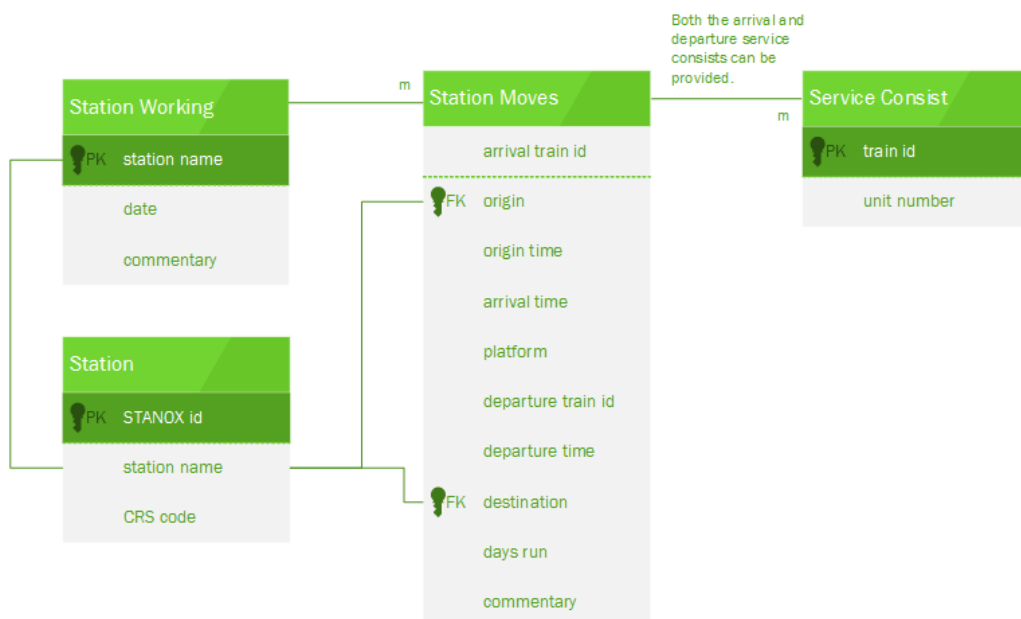 Both the arrival and
departure service
consists can be
provided.
m
m
Station Working
PK station name
date
commentary
Station
PK STANOX id
station name
CRS code
Station Moves
arrival train id
FK origin
origin time
arrival time
platform
departure train id
departure time
FK destination
days run
commentary
Service Consist
PK train id
unit number